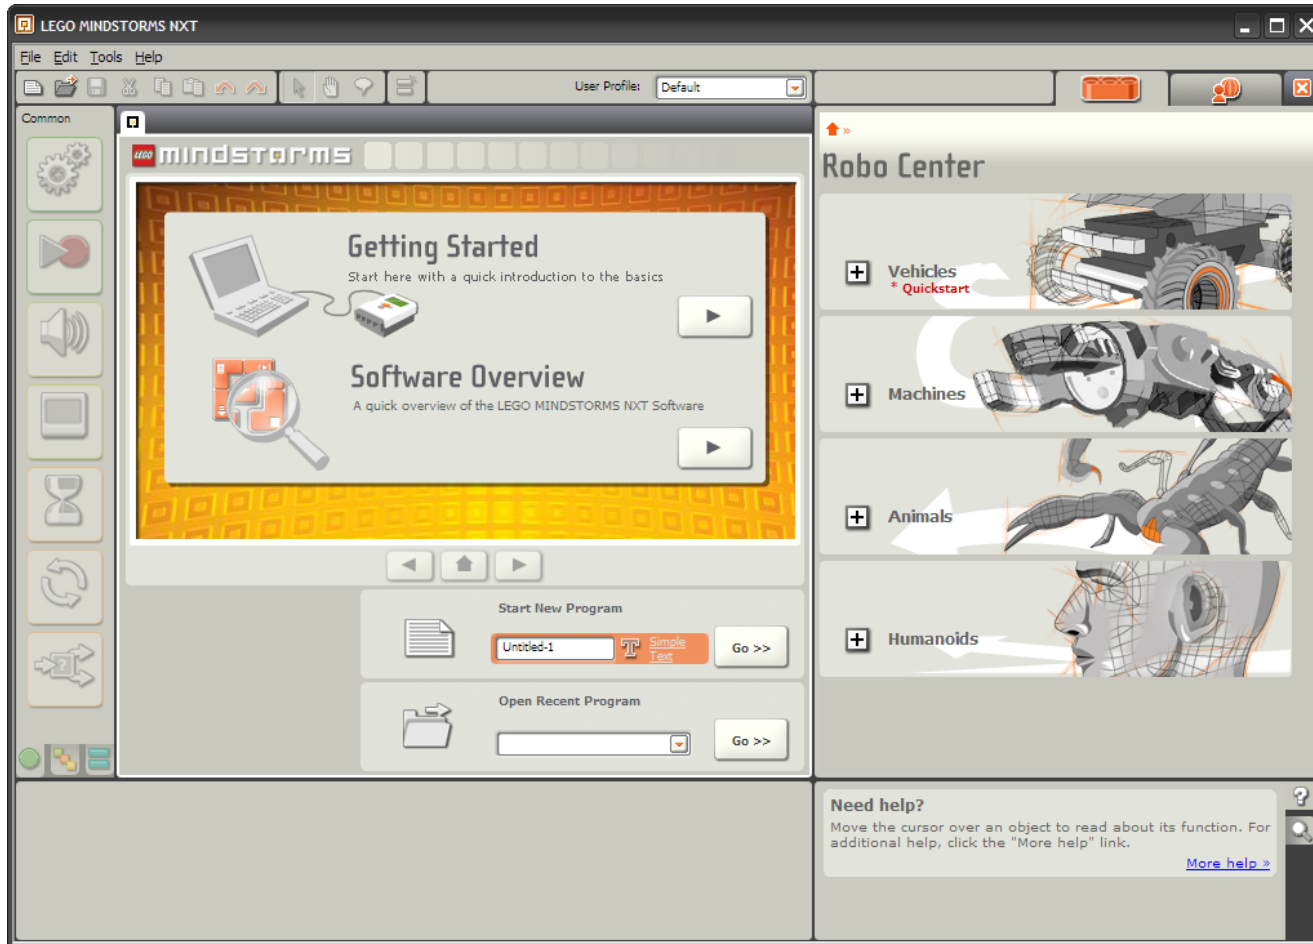 LEGO MINDSTORMS NXT
File Edit Tools Help
User Profile: Default
Common
LEGO mindstorms
Getting Started
Start here with a quick introduction to the basics
Software Overview
A quick overview of the LEGO MINDSTORMS NXT Software
Start New Program
Untitled-1
T
Simple
Text
Go >>
Open Recent Program
Go >>
»
Robo Center
Vehicles
* Quickstart
Machines
Animals
Humanoids
Need help?
Move the cursor over an object to read about its function. For
additional help, click the "More help" link.
More help »